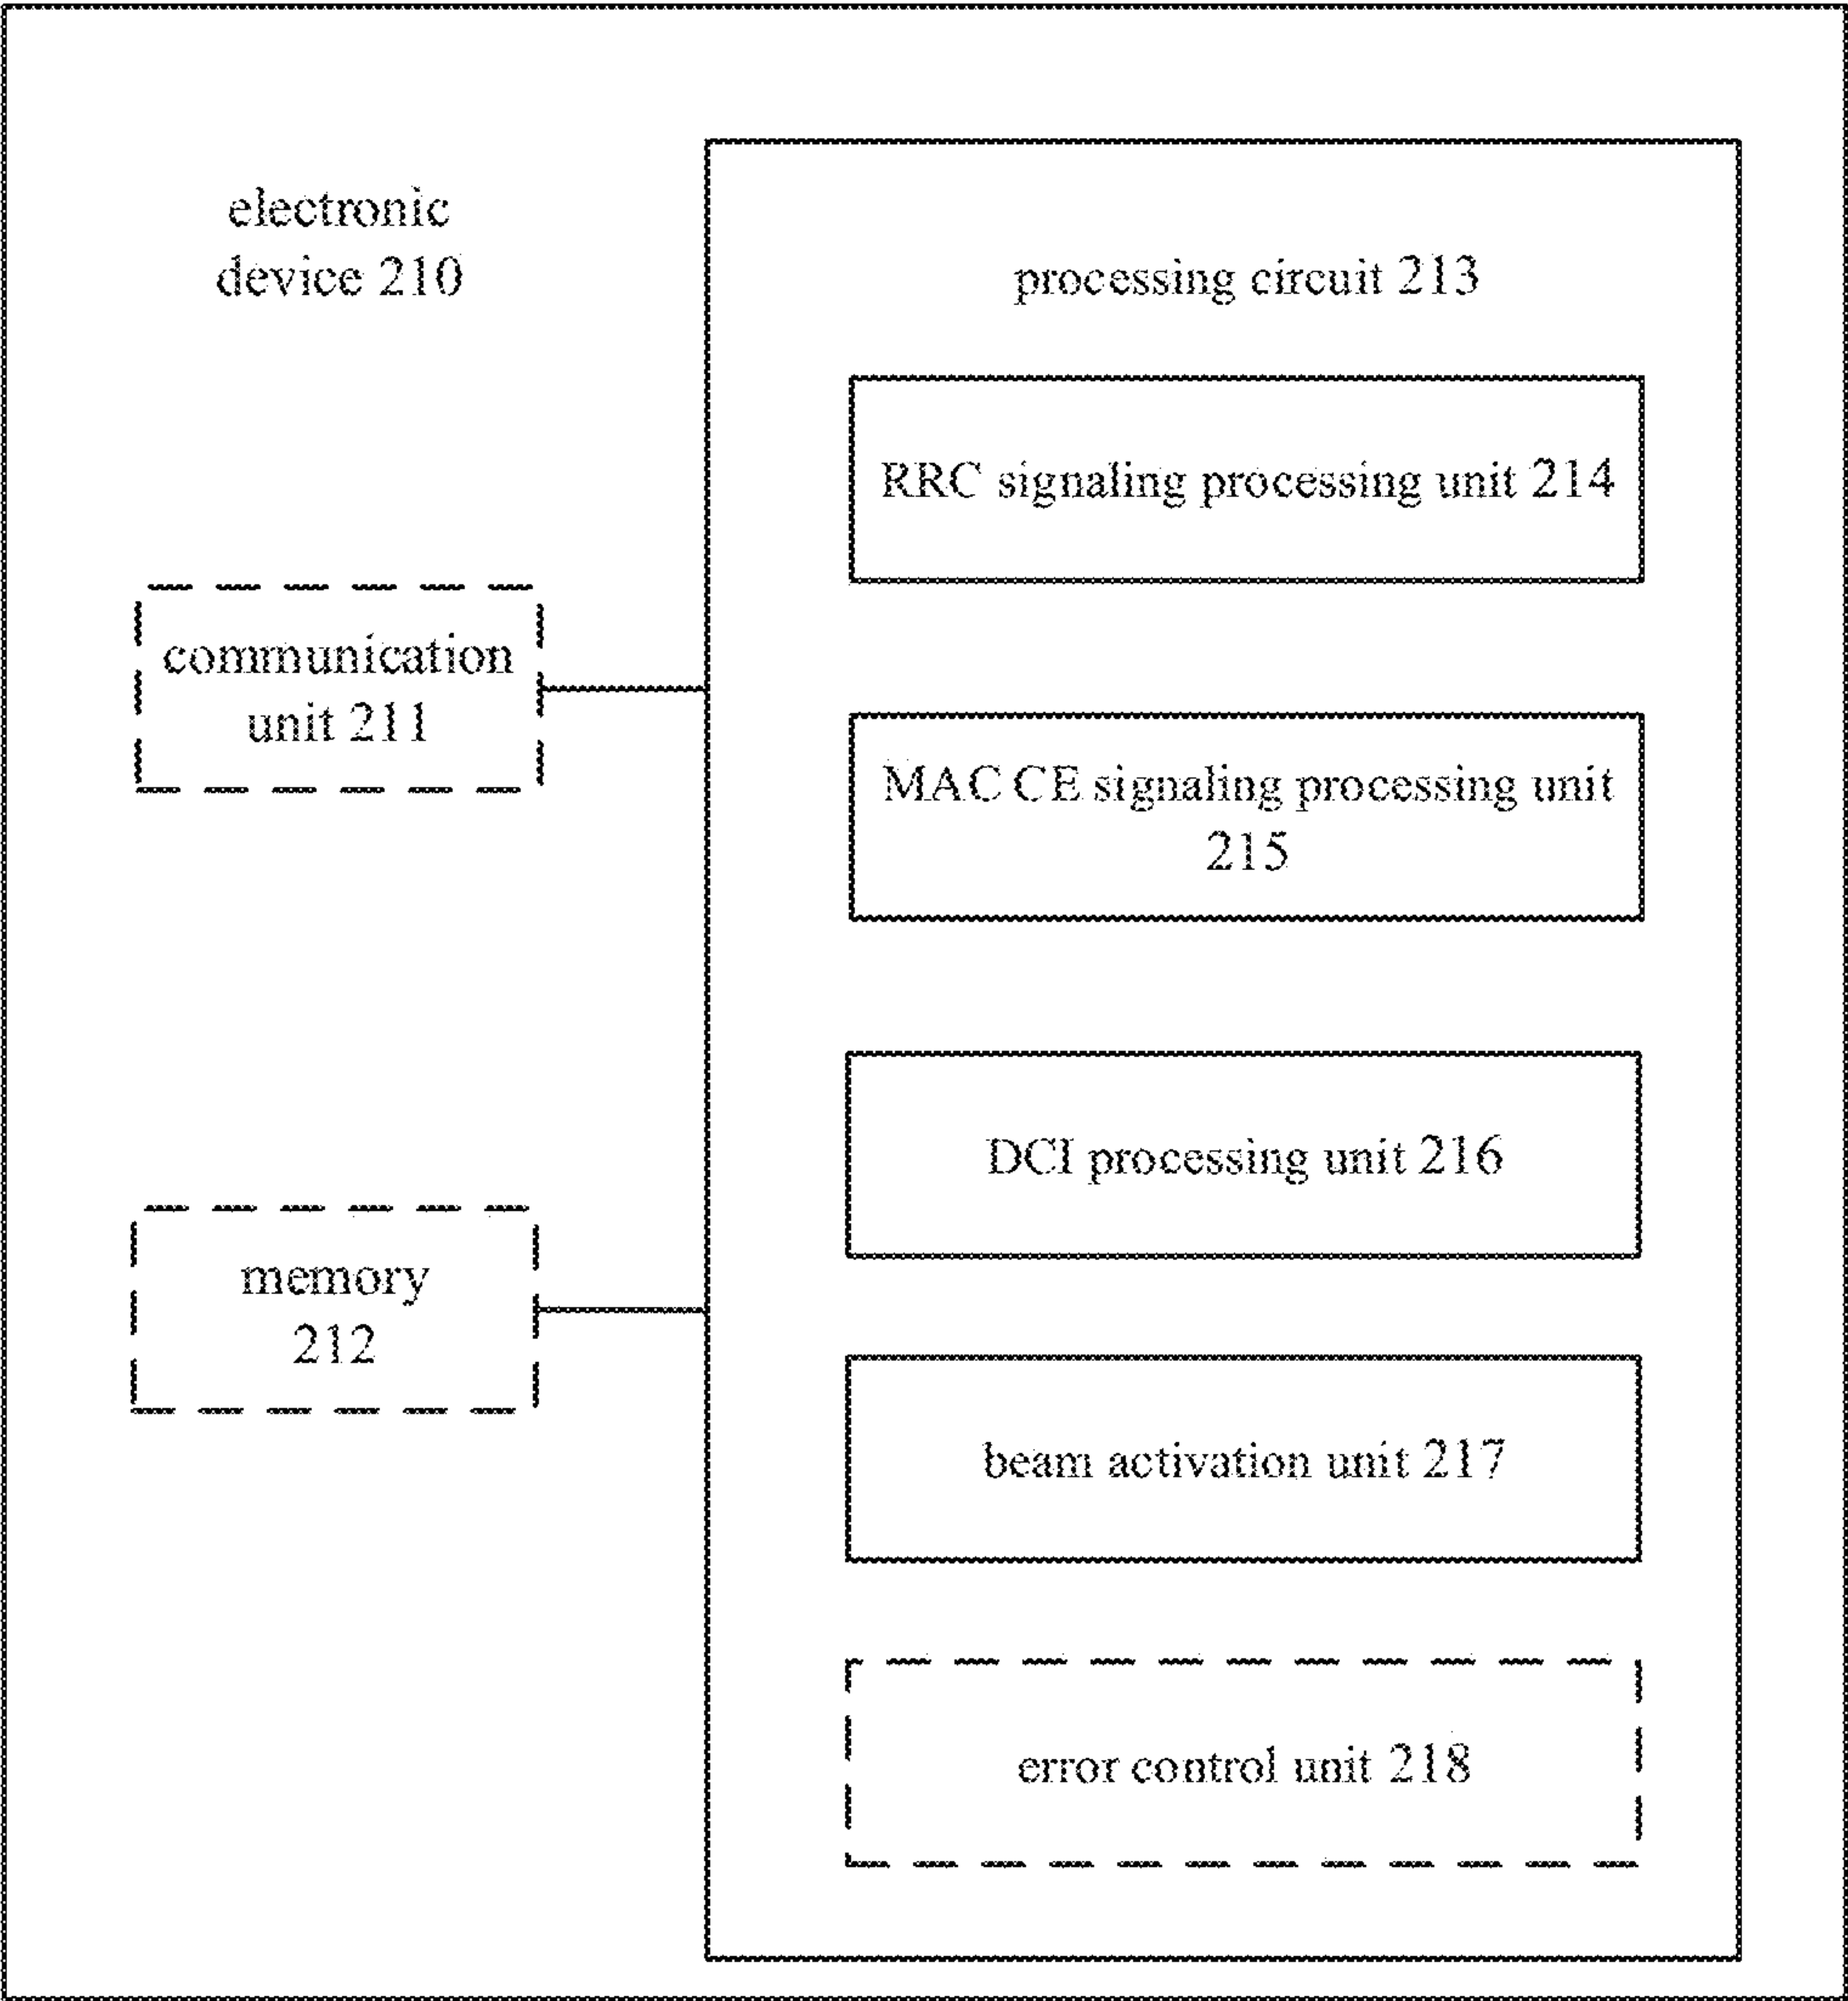 electronic
device 210
processing circuit 213
RRC signaling processing unit 214
communication
unit 211
MAC CE signaling processing unit
215
DCI processing unit 216
memory
212
beam activation unit 217
error control unit 218